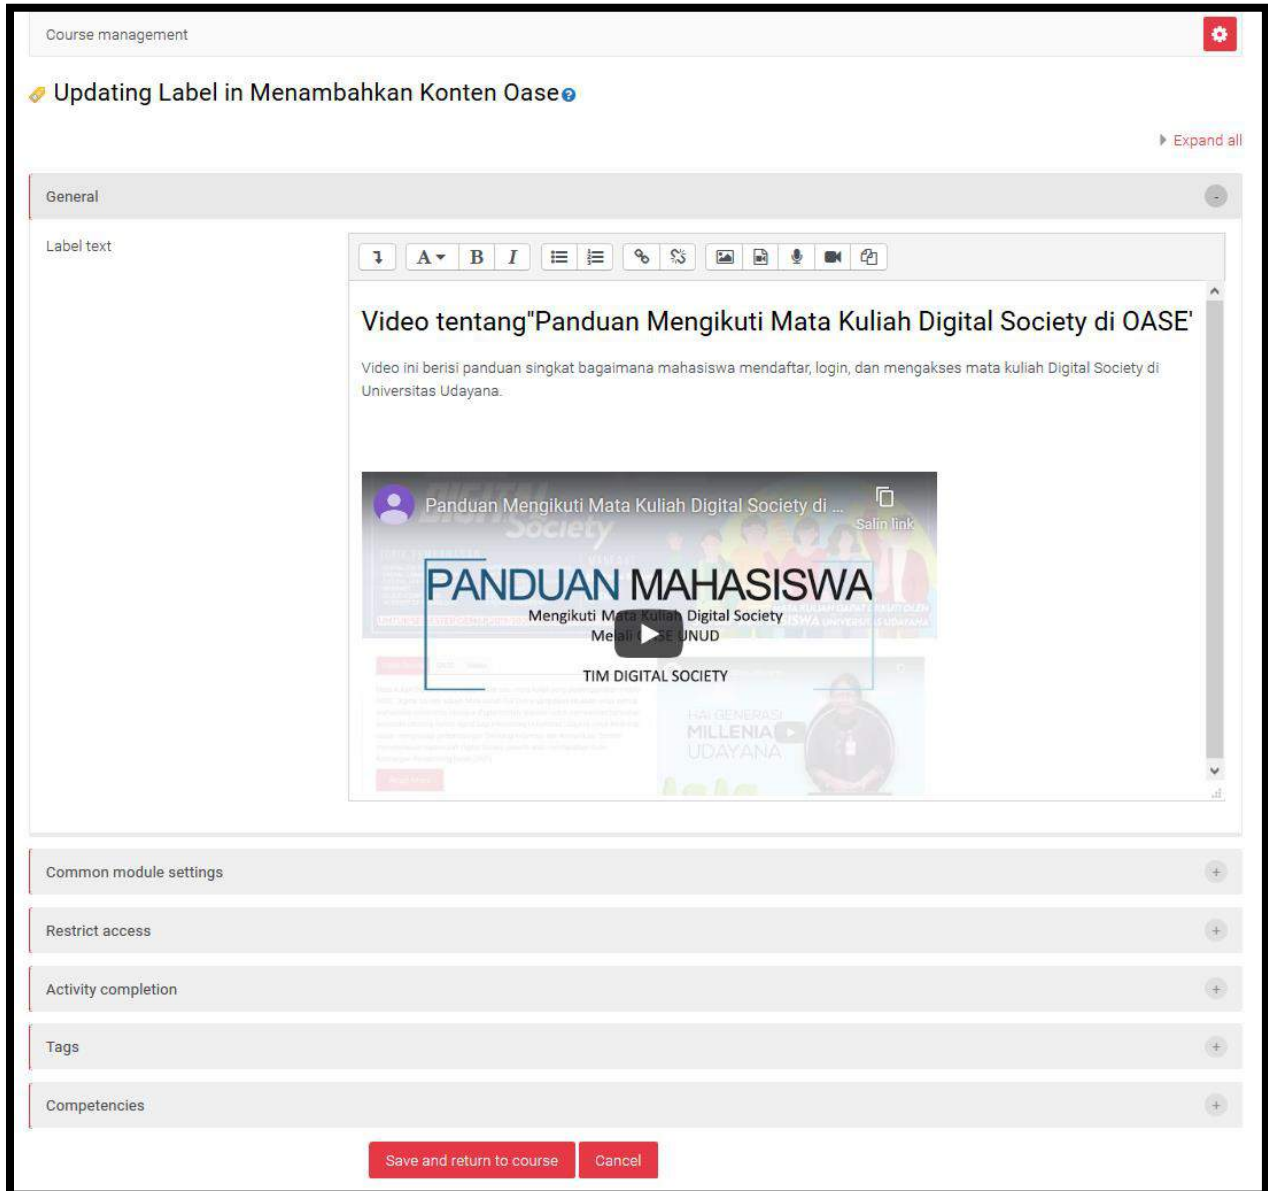 Course management
Updating Label in Menambahkan Konten Oase
Expand all
General
Label text
A B I
Video tentang"Panduan Mengikuti Mata Kuliah Digital Society di OASE'
Video ini berisi panduan singkat bagaimana mahasiswa mendaftar, login, dan mengakses mata kuliah Digital Society di
Universitas Udayana.
Panduan Mengikuti Mata Kuliah Digital Society di ...
Salin link
DIGITAL
Society
PANDUAN MAHASISWA
Mengikuti Mata Kuliah Digital Society
UNUD
TIM DIGITAL SOCIETY
HAI GENERASI
MILLENIA
UDAYANA
Common module settings
Restrict access
Activity completion
Tags
Competencies
Save and return to course
Cancel